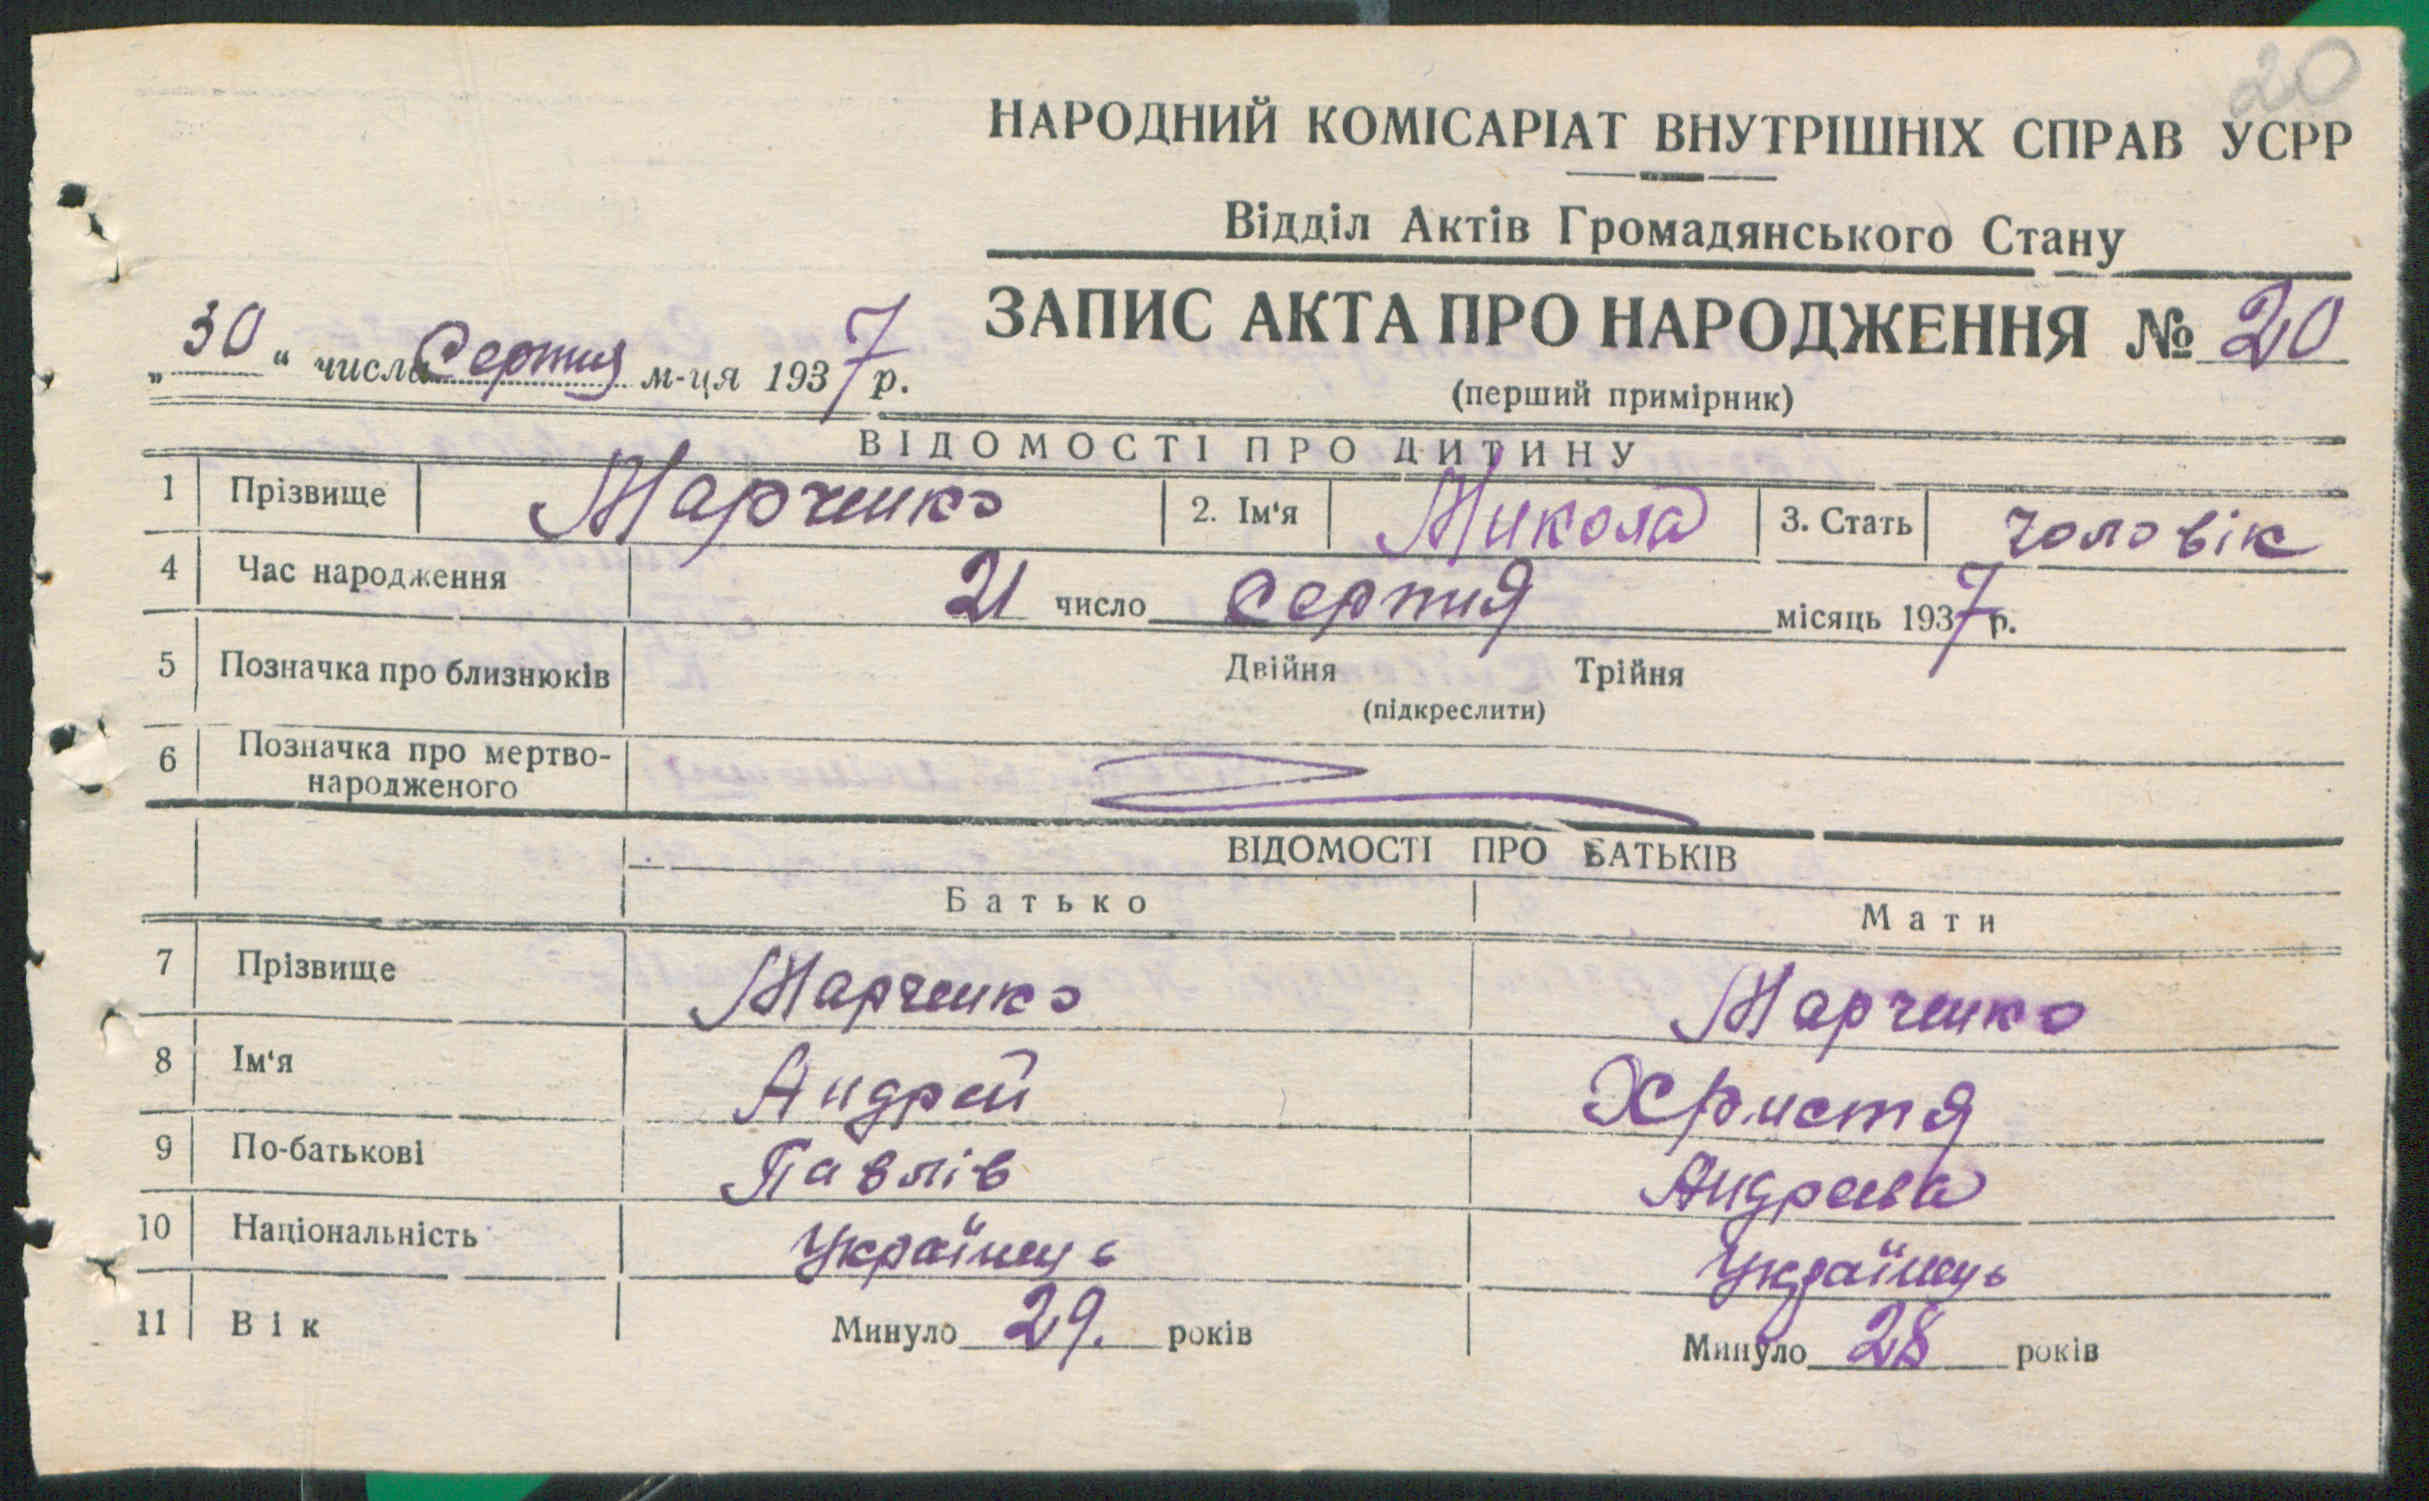 20
НАРОДНИЙ КОМІСАРІАТ ВНУТРІШНІХ СПРАВ УСРР
Відділ Актів Громадянського Стану
ЗАПИС АКТА ПРО НАРОДЖЕННЯ № 20
„30“ числа Серпня м-ця 1937 р.
(перший примірник)
ВІДОМОСТІ ПРО ДИТИНУ
1 Прізвище Марченко 2. Ім'я Микола 3. Стать чоловік
4 Час народження 21 число Серпня місяць 1937 р.
5 Позначка про близнюків Двійня Трійня
(підкреслити)
6 Позначка про мертво-
народженого
ВІДОМОСТІ ПРО БАТЬКІВ
Батько Мати
7 Прізвище Марченко Марченко
8 Ім'я Андрей Христя
9 По-батькові Павлів Андреева
10 Національність Українець Українець
11 Вік Минуло 29. років Минуло 28 років